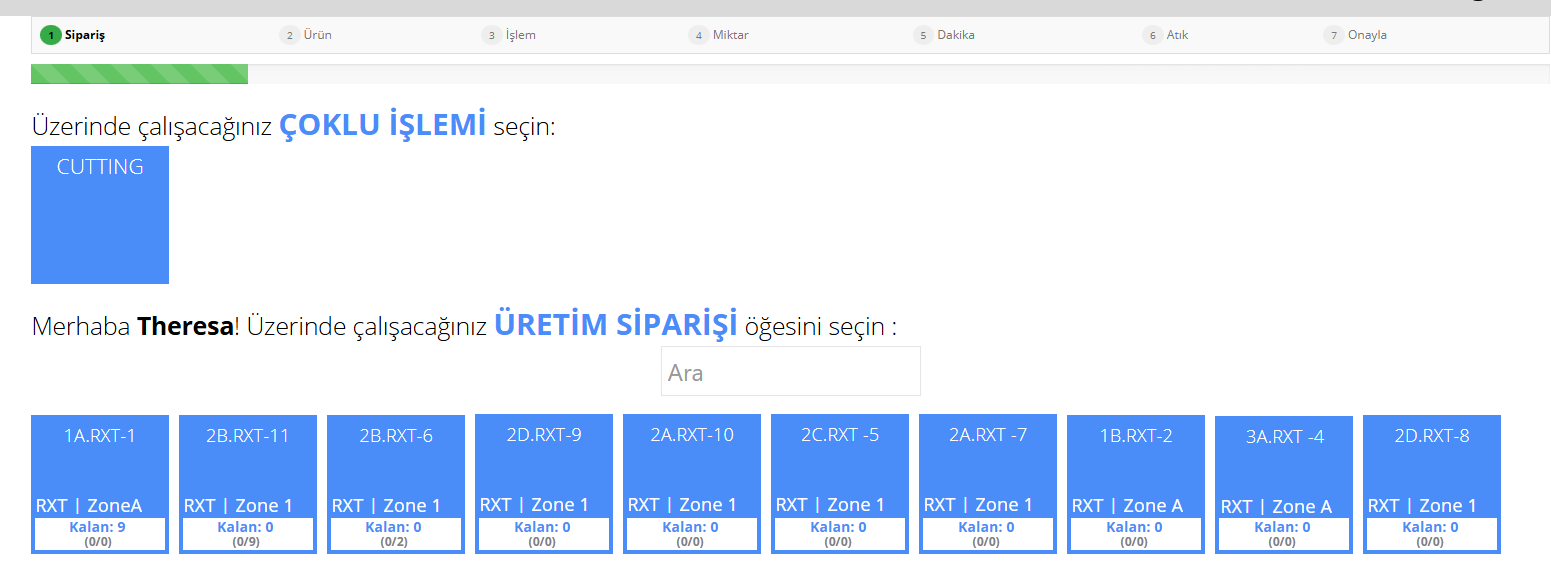 1 Sipariş 2 Ürün 3 İşlem 4 Miktar 5 Dakika 6 Atık 7 Onayla
Üzerinde çalışacağınız ÇOKLU İŞLEMİ seçin:
CUTTING
Merhaba Theresa! Üzerinde çalışacağınız ÜRETİM SİPARİŞİ öğesini seçin :
Ara
1A.RXT-1 2B.RXT-11 2B.RXT-6 2D.RXT-9 2A.RXT-10 2C.RXT -5 2A.RXT -7 1B.RXT-2 3A.RXT -4 2D.RXT-8
RXT | ZoneA RXT | Zone 1 RXT | Zone 1 RXT | Zone 1 RXT | Zone 1 RXT | Zone 1 RXT | Zone 1 RXT | Zone A RXT | Zone A RXT | Zone 1
Kalan: 9 Kalan: 0 Kalan: 0 Kalan: 0 Kalan: 0 Kalan: 0 Kalan: 0 Kalan: 0 Kalan: 0 Kalan: 0
(0/0) (0/9) (0/2) (0/0) (0/0) (0/0) (0/0) (0/0) (0/0) (0/0)